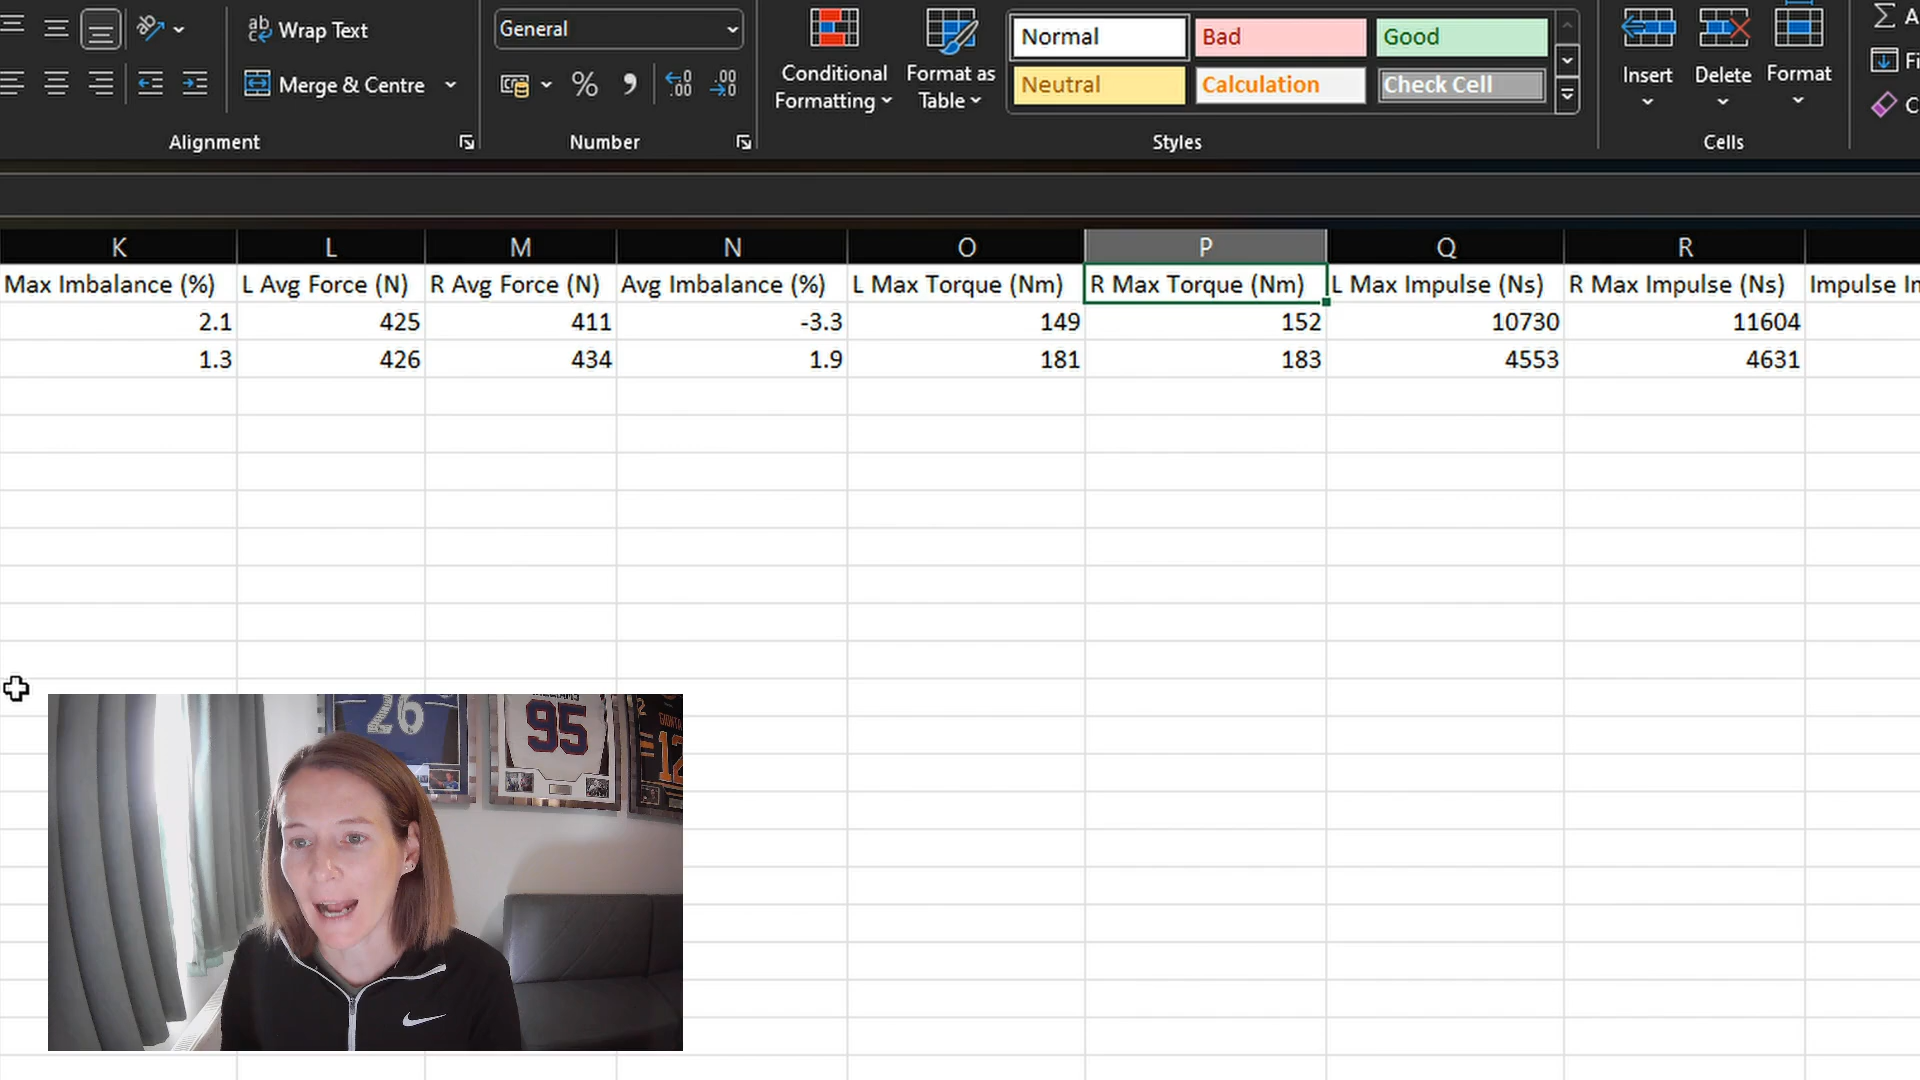 ab Wrap Text
General
Merge & Centre
Conditional Formatting
Format as Table
Normal Bad Good
Neutral Calculation Check Cell
Insert Delete Format
Alignment Number Styles Cells
K L M N O P Q R
Max Imbalance (%) L Avg Force (N) R Avg Force (N) Avg Imbalance (%) L Max Torque (Nm) R Max Torque (Nm) L Max Impulse (Ns) R Max Impulse (Ns) Impulse
2.1 425 411 -3.3 149 152 10730 11604
1.3 426 434 1.9 181 183 4553 4631
26
95
12